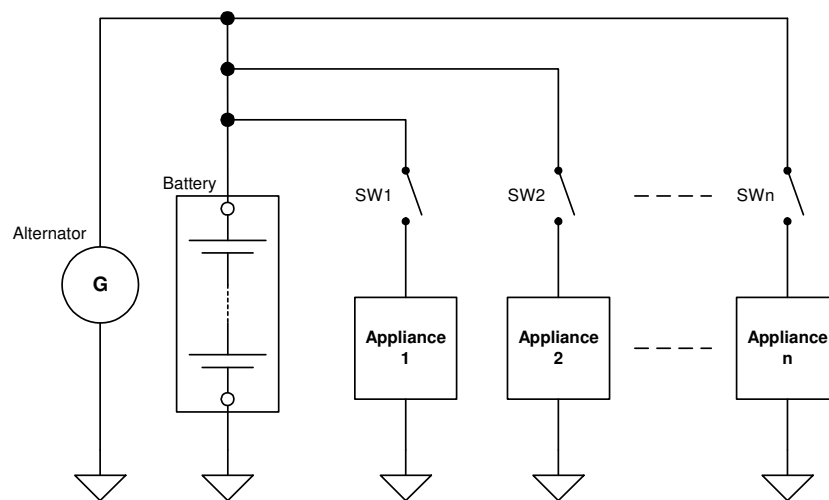 Battery
SW1
SW2
SWn
Alternator
G
Appliance
1
Appliance
2
Appliance
n